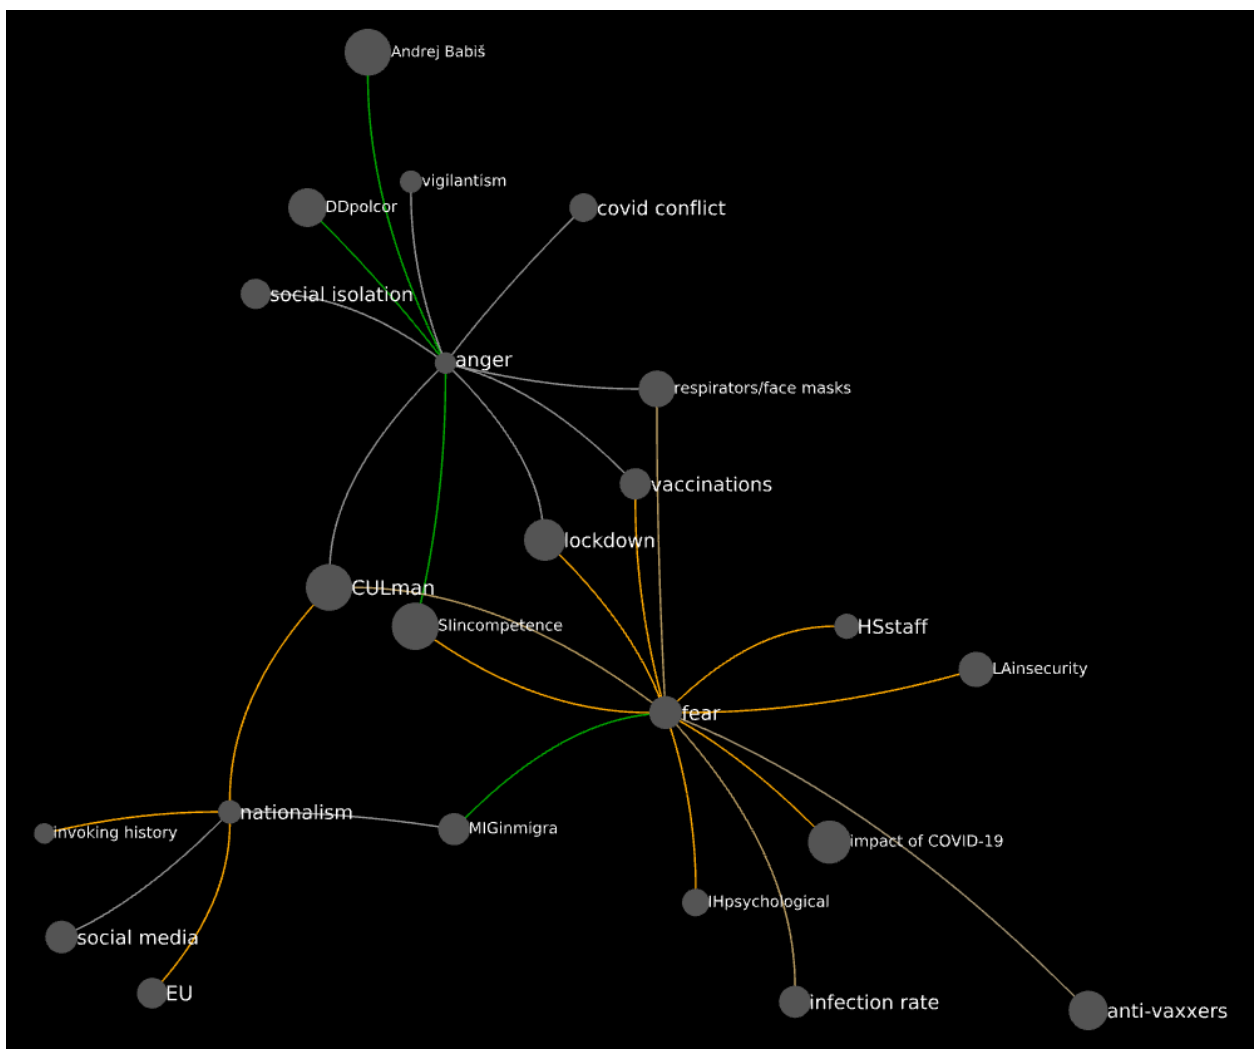 Andrej Babiš
vigilantism
DDpolcor
covid conflict
social isolation
anger
respirators/face masks
vaccinations
lockdown
CULman
SIincompetence
HSstaff
LAinsecurity
fear
nationalism
invoking history
MIGinmigra
impact of COVID-19
IHpsychological
social media
EU
infection rate
anti-vaxxers